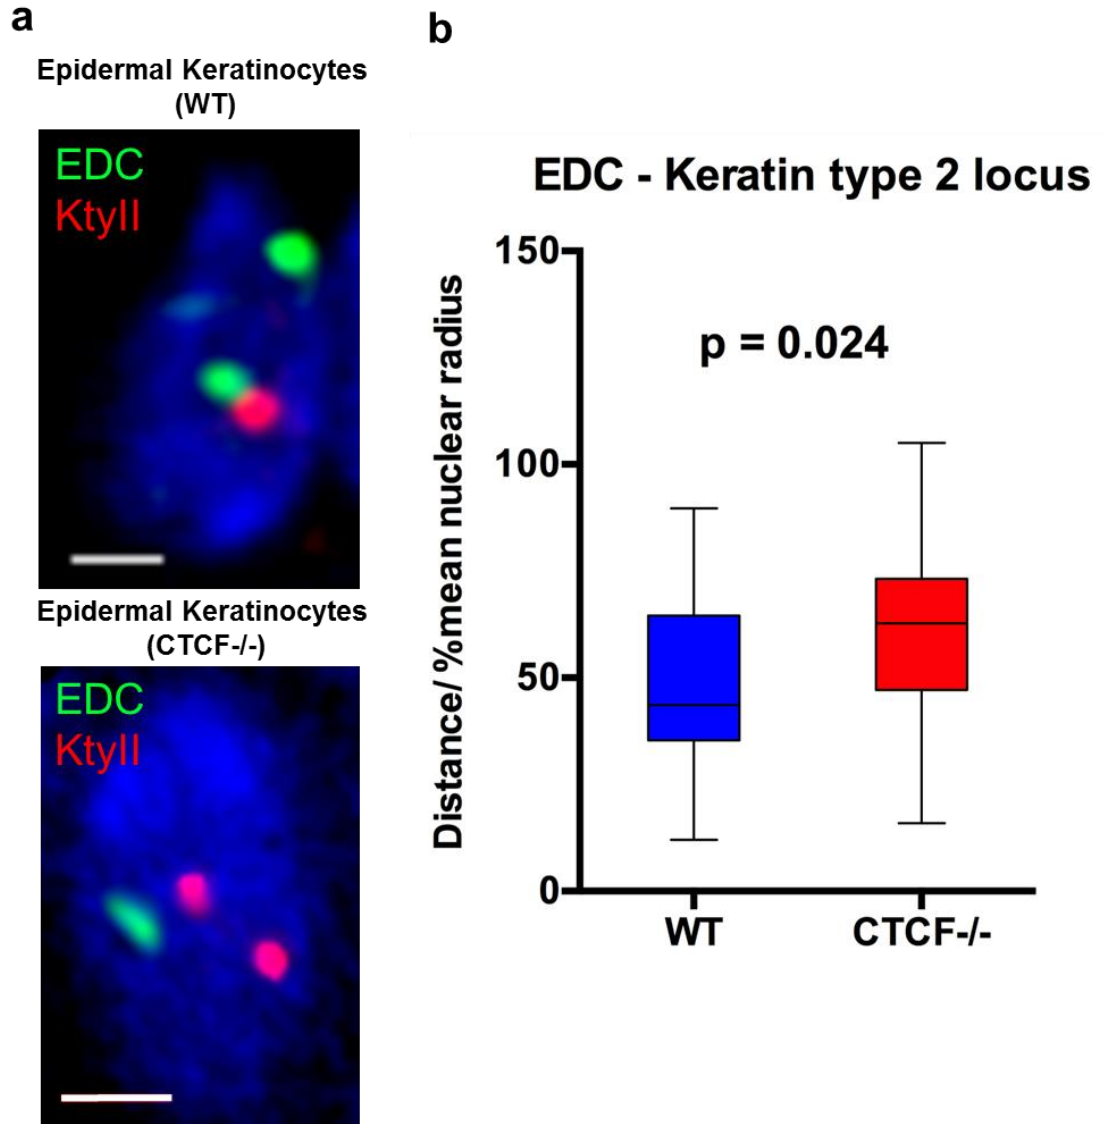 a
Epidermal Keratinocytes
(WT)
EDC
KtyII
Epidermal Keratinocytes
(CTCF-/-)
EDC
KtyII
b
EDC - Keratin type 2 locus
Distance/ %mean nuclear radius
150
100
50
0
p = 0.024
WT
CTCF-/-